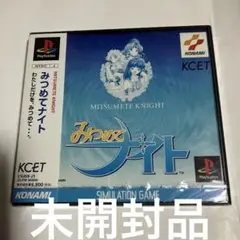 みつめてナイト
わたしだけを、みつめて…。
KCET
KONAMI
PlayStation
KONAMI
KCET
MITSUMETE KNIGHT
みつめてナイト
SIMULATION GAME
未開封品